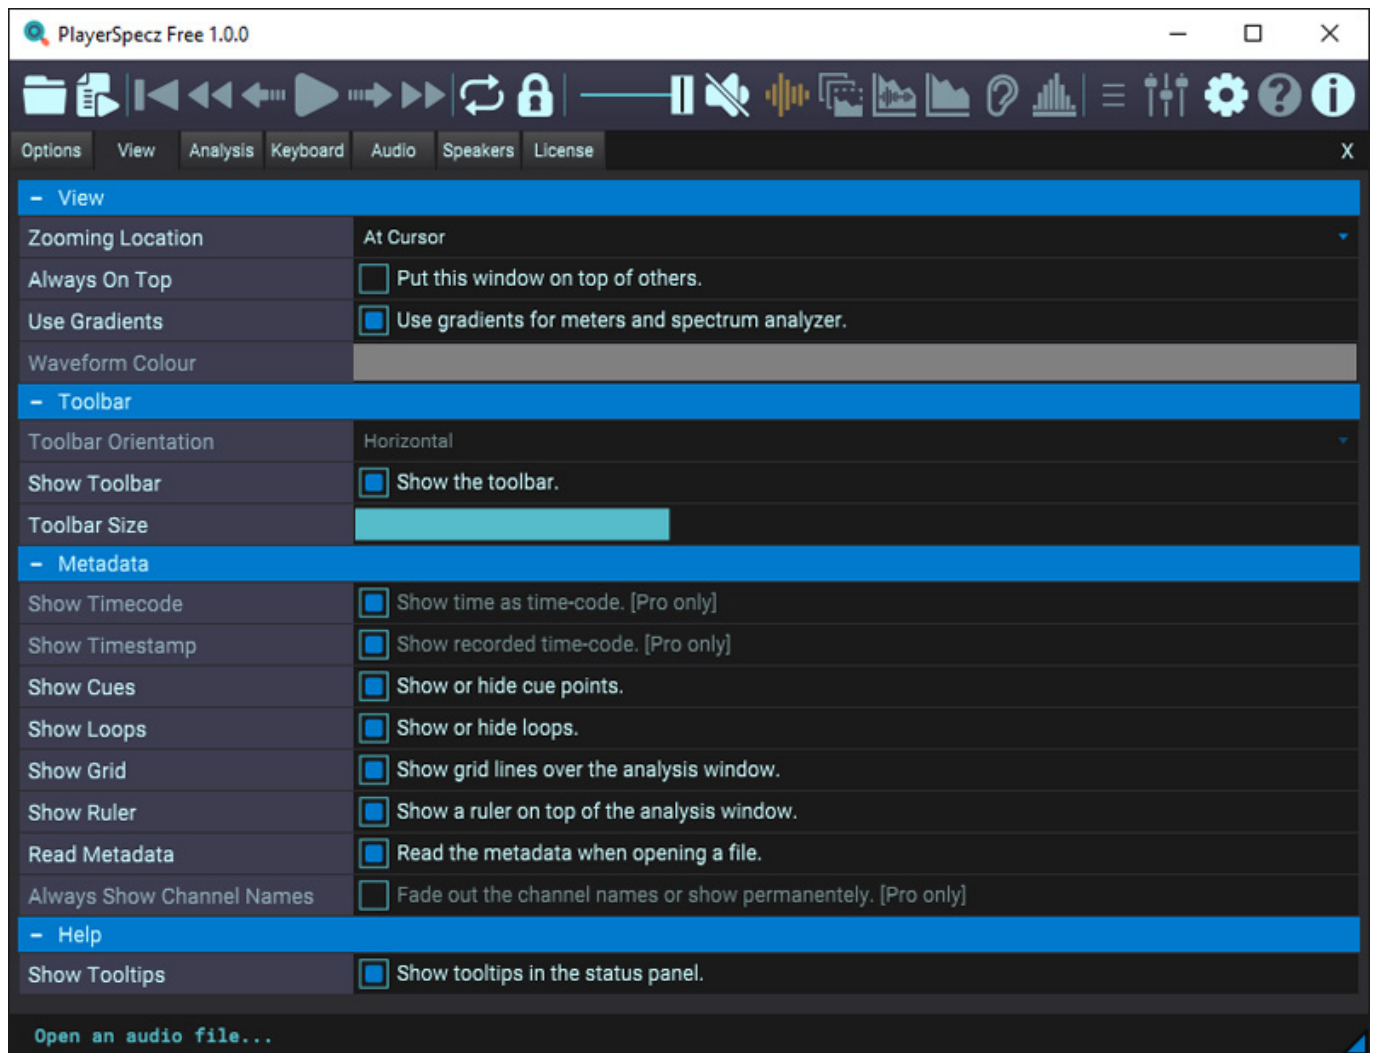 PlayerSpecz Free 1.0.0
Options View Analysis Keyboard Audio Speakers License X
– View
Zooming Location At Cursor
Always On Top Put this window on top of others.
Use Gradients Use gradients for meters and spectrum analyzer.
Waveform Colour
– Toolbar
Toolbar Orientation Horizontal
Show Toolbar Show the toolbar.
Toolbar Size
– Metadata
Show Timecode Show time as time-code. [Pro only]
Show Timestamp Show recorded time-code. [Pro only]
Show Cues Show or hide cue points.
Show Loops Show or hide loops.
Show Grid Show grid lines over the analysis window.
Show Ruler Show a ruler on top of the analysis window.
Read Metadata Read the metadata when opening a file.
Always Show Channel Names Fade out the channel names or show permanentely. [Pro only]
– Help
Show Tooltips Show tooltips in the status panel.
Open an audio file...